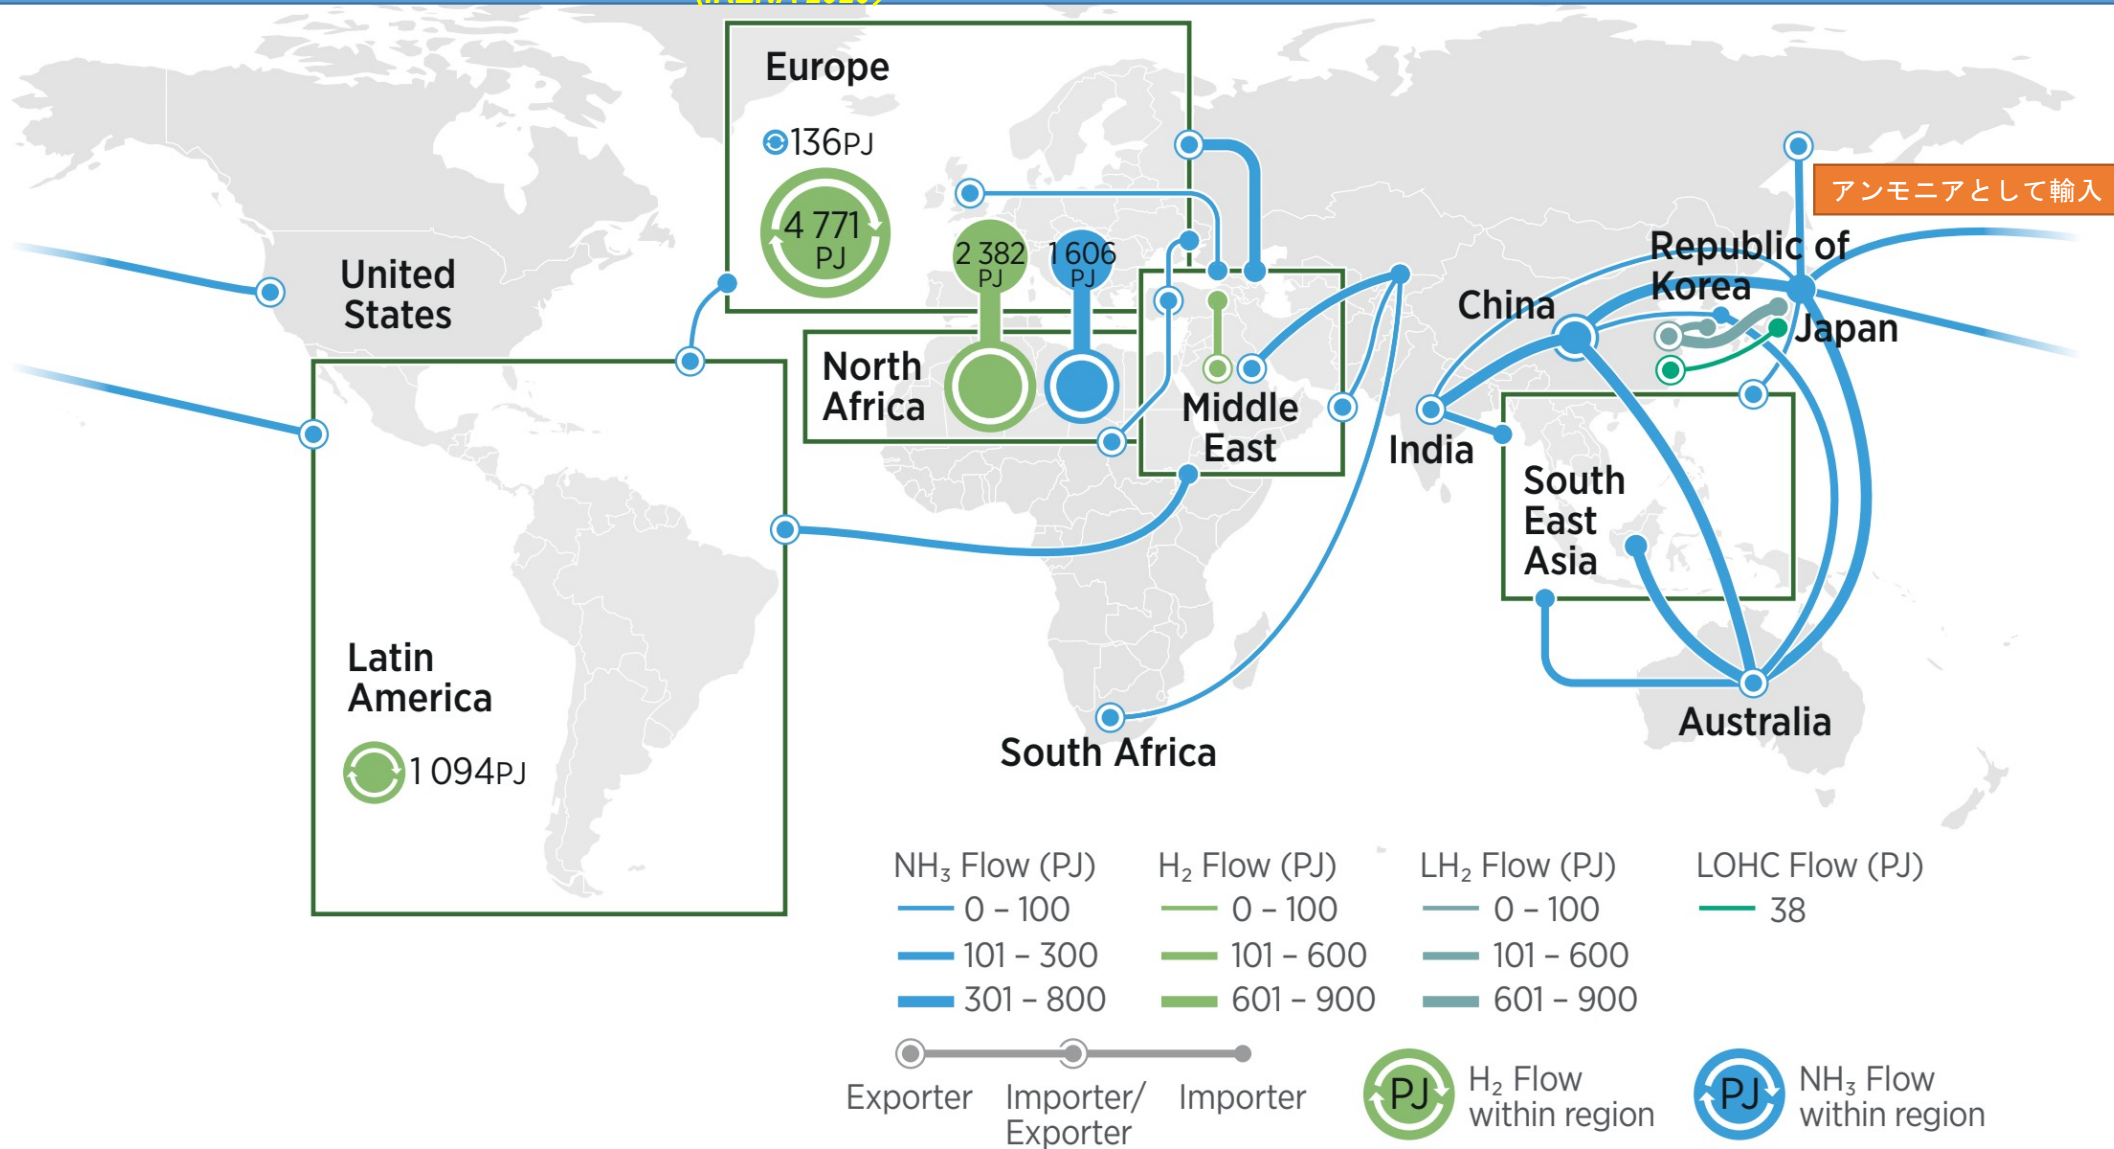 Europe
136PJ
4 771
PJ
2 382
PJ
1 606
PJ
アンモニアとして輸入
United
States
Republic of
Korea
China
Japan
North
Africa
Middle
East
India
South
East
Asia
Latin
America
1 094PJ
South Africa
Australia
NH₃ Flow (PJ)
0 – 100
101 – 300
301 – 800
H₂ Flow (PJ)
0 – 100
101 – 600
601 – 900
LH₂ Flow (PJ)
0 – 100
101 – 600
601 – 900
LOHC Flow (PJ)
38
Exporter
Importer/
Exporter
Importer
PJ
H₂ Flow
within region
PJ
NH₃ Flow
within region